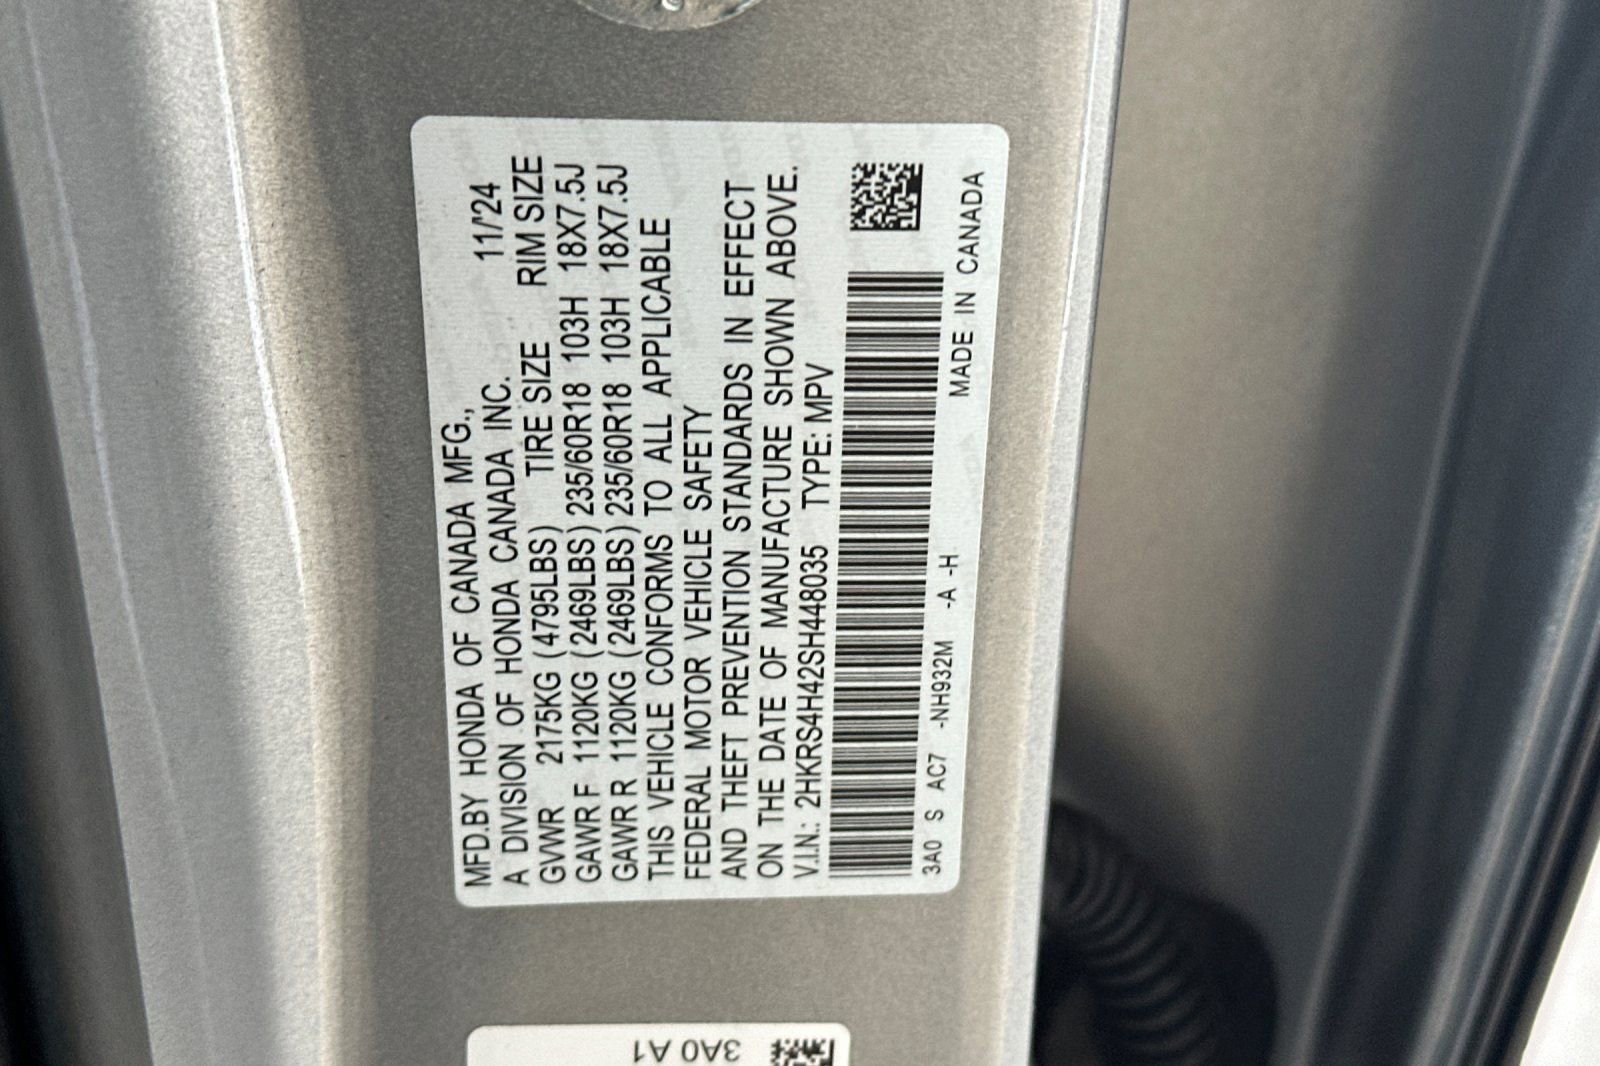 MFD.BY HONDA OF CANADA MFG.,
A DIVISION OF HONDA CANADA INC. 11/'24
GVWR 2175KG (4795LBS) TIRE SIZE RIM SIZE
GAWR F 1120KG (2469LBS) 235/60R18 103H 18X7.5J
GAWR R 1120KG (2469LBS) 235/60R18 103H 18X7.5J
THIS VEHICLE CONFORMS TO ALL APPLICABLE
FEDERAL MOTOR VEHICLE SAFETY
AND THEFT PREVENTION STANDARDS IN EFFECT
ON THE DATE OF MANUFACTURE SHOWN ABOVE.
V.I.N.: 2HKRS4H42SH448035 TYPE: MPV
3A0 S AC7 -NH932M -A -H
MADE IN CANADA
3A0 A1